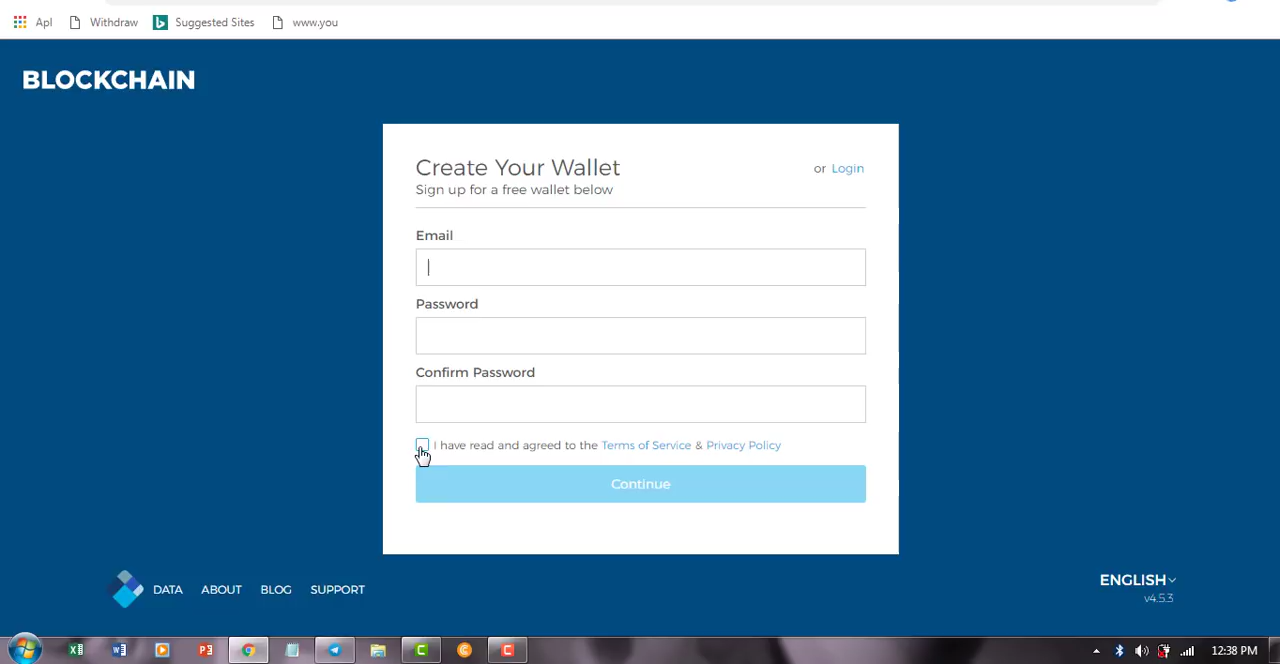 Apl Withdraw Suggested Sites www.you
BLOCKCHAIN
Create Your Wallet
or Login
Sign up for a free wallet below
Email
Password
Confirm Password
I have read and agreed to the Terms of Service & Privacy Policy
Continue
DATA ABOUT BLOG SUPPORT
ENGLISH
v4.5.3
12:38 PM